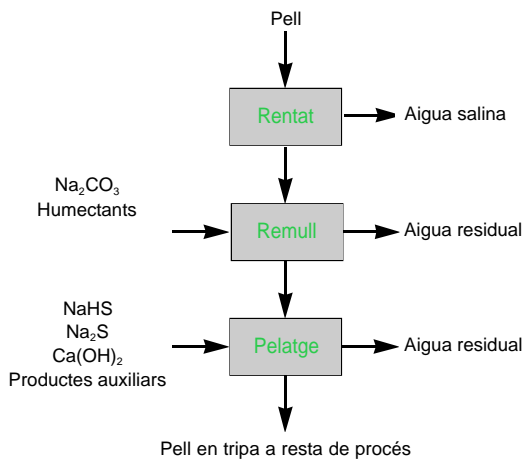 Pell
Rentat
Aigua salina
Na₂CO₃
Humectants
Remull
Aigua residual
NaHS
Na₂S
Ca(OH)₂
Productes auxiliars
Pelatge
Aigua residual
Pell en tripa a resta de procés